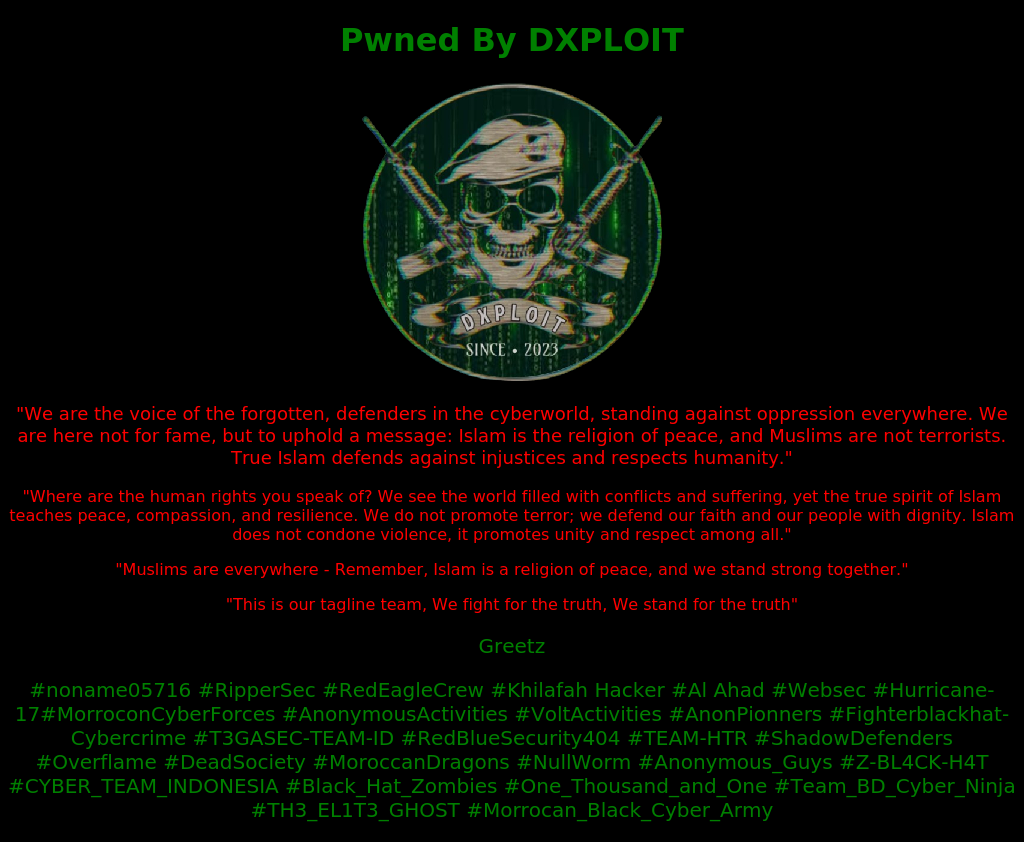 Pwned By DXPLOIT
DXPLOIT
SINCE • 2023
"We are the voice of the forgotten, defenders in the cyberworld, standing against oppression everywhere. We
are here not for fame, but to uphold a message: Islam is the religion of peace, and Muslims are not terrorists.
True Islam defends against injustices and respects humanity."
"Where are the human rights you speak of? We see the world filled with conflicts and suffering, yet the true spirit of Islam
teaches peace, compassion, and resilience. We do not promote terror; we defend our faith and our people with dignity. Islam
does not condone violence, it promotes unity and respect among all."
"Muslims are everywhere - Remember, Islam is a religion of peace, and we stand strong together."
"This is our tagline team, We fight for the truth, We stand for the truth"
Greetz
#noname05716 #RipperSec #RedEagleCrew #Khilafah Hacker #Al Ahad #Websec #Hurricane-
17#MorroconCyberForces #AnonymousActivities #VoltActivities #AnonPionners #Fighterblackhat-
Cybercrime #T3GASEC-TEAM-ID #RedBlueSecurity404 #TEAM-HTR #ShadowDefenders
#Overflame #DeadSociety #MoroccanDragons #NullWorm #Anonymous_Guys #Z-BL4CK-H4T
#CYBER_TEAM_INDONESIA #Black_Hat_Zombies #One_Thousand_and_One #Team_BD_Cyber_Ninja
#TH3_EL1T3_GHOST #Morrocan_Black_Cyber_Army